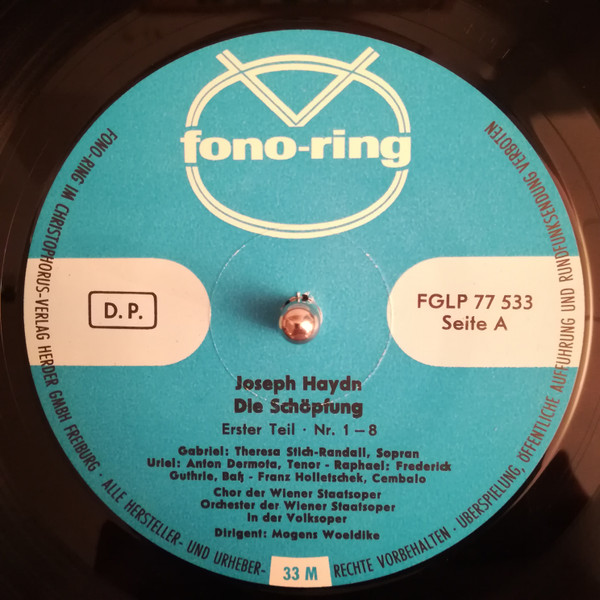 fono-ring
D.P.
FGLP 77 533
Seite A
Joseph Haydn
Die Schöpfung
Erster Teil · Nr. 1–8
Gabriel: Theresa Stich-Randall, Sopran
Uriel: Anton Dermota, Tenor - Raphael: Frederick
Guthrie, Baß - Franz Holletschek, Cembalo
Chor der Wiener Staatsoper
Orchester der Wiener Staatsoper
in der Volksoper
Dirigent: Mogens Woeldike
33 M
FONO-RING IM CHRISTOPHORUS-VERLAG HERDER GMBH FREIBURG · ALLE HERSTELLER- UND URHEBER-
RECHTE VORBEHALTEN · ÜBERSPIELUNG, ÖFFENTLICHE AUFFÜHRUNG UND RUNDFUNKSENDUNG VERBOTEN